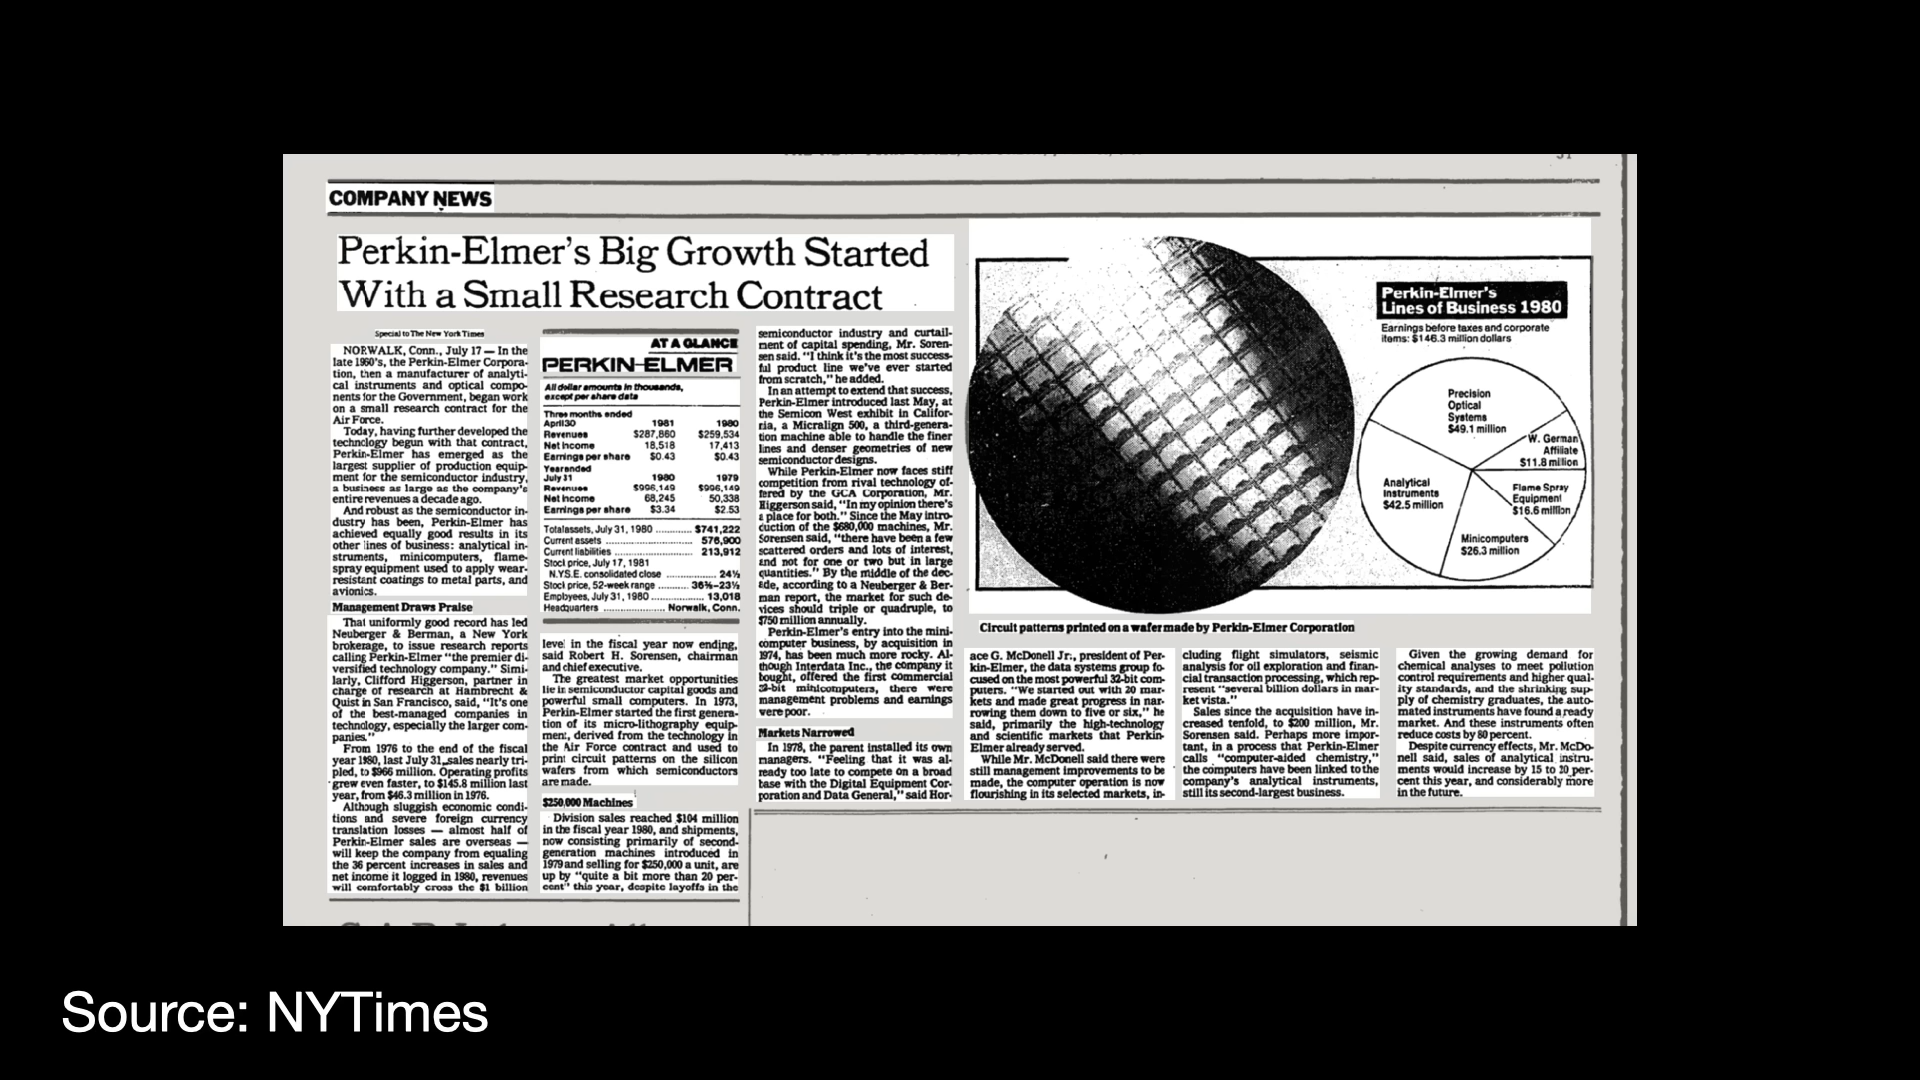 COMPANY NEWS
Perkin-Elmer's Big Growth Started
With a Small Research Contract
Special to The New York Times
NORWALK, Conn., July 17 — In the
late 1960's, the Perkin-Elmer Corpora-
tion, then a manufacturer of analyti-
cal instruments and optical compo-
nents for the Government, began work
on a small research contract for the
Air Force.
Today, having further developed the
technology begun with that contract,
Perkin-Elmer has emerged as the
largest supplier of production equip-
ment for the semiconductor industry,
a business as large as the company's
entire revenues a decade ago.
And robust as the semiconductor in-
dustry has been, Perkin-Elmer has
achieved equally good results in its
other lines of business: analytical in-
struments, minicomputers, flame-
spray equipment used to apply wear-
resistant coatings to metal parts, and
avionics.
Management Draws Praise
That uniformly good record has led
Neuberger & Berman, a New York
brokerage, to issue research reports
calling Perkin-Elmer "the premier di-
versified technology company." Simi-
larly, Clifford Higgerson, partner in
charge of research at Hambrecht &
Quist in San Francisco, said, "It's one
of the best-managed companies in
technology, especially the larger com-
panies."
From 1976 to the end of the fiscal
year 1980, last July 31, sales nearly tri-
pled, to $966 million. Operating profits
grew even faster, to $145.8 million last
year, from $46.3 million in 1976.
Although sluggish economic condi-
tions and severe foreign currency
translation losses — almost half of
Perkin-Elmer sales are overseas —
will keep the company from equaling
the 36 percent increases in sales and
net income it logged in 1980, revenues
will comfortably cross the $1 billion
AT A GLANCE
PERKIN-ELMER
All dollar amounts in thousands,
except per share data
Three months ended
April 30 1981 1980
Revenues $287,860 $259,534
Net income 18,518 17,413
Earnings per share $0.43 $0.43
Year ended
July 31 1980 1979
Revenues $996,149 $996,149
Net income 68,245 50,338
Earnings per share $3.34 $2.53
Total assets, July 31, 1980 $741,222
Current assets 576,900
Current liabilities 213,912
Stock price, July 17, 1981
N.Y.S.E. consolidated close 24½
Stock price, 52-week range
Employees, July 31, 1980 13,018
Headquarters Norwalk, Conn.
level in the fiscal year now ending,
said Robert H. Sorensen, chairman
and chief executive.
The greatest market opportunities
lie in semiconductor capital goods and
powerful small computers. In 1973,
Perkin-Elmer started the first genera-
tion of its micro-lithography equip-
ment, derived from the technology in
the Air Force contract and used to
print circuit patterns on the silicon
wafers from which semiconductors
are made.
$250,000 Machines
Division sales reached $104 million
in the fiscal year 1980, and shipments,
now consisting primarily of second-
generation machines introduced in
1979 and selling for $250,000 a unit, are
up by "quite a bit more than 20 per-
cent" this year, despite layoffs in the
semiconductor industry and curtail-
ment of capital spending, Mr. Soren-
sen said. "I think it's the most success-
ful product line we've ever started
from scratch," he added.
In an attempt to extend that success,
Perkin-Elmer introduced last May, at
the Semicon West exhibit in Califor-
nia, a Micralign 500, a third-genera-
tion machine able to handle the finer
lines and denser geometries of new
semiconductor designs.
While Perkin-Elmer now faces stiff
competition from rival technology of-
fered by the GCA Corporation, Mr.
Higgerson said, "In my opinion there's
a place for both." Since the May intro-
duction of the $680,000 machines, Mr.
Sorensen said, "there have been a few
scattered orders and lots of interest,
and not for one or two but in large
quantities." By the middle of the dec-
ade, according to a Neuberger & Ber-
man report, the market for such de-
vices should triple or quadruple, to
$750 million annually.
Perkin-Elmer's entry into the mini-
computer business, by acquisition in
1974, has been much more rocky. Al-
though Interdata Inc., the company it
bought, offered the first commercial
32-bit minicomputers, there were
management problems and earnings
were poor.
Markets Narrowed
In 1978, the parent installed its own
managers. "Feeling that it was al-
ready too late to compete on a broad
base with the Digital Equipment Cor-
poration and Data General," said Hor-
Perkin-Elmer's
Lines of Business 1980
Earnings before taxes and corporate
items: $146.3 million dollars
Precision
Optical
Systems
$49.1 million
W. German
Affiliate
$11.8 million
Flame Spray
Equipment
$16.6 million
Minicomputers
$26.3 million
Analytical
Instruments
$42.5 million
Circuit patterns printed on a wafer made by Perkin-Elmer Corporation
ace G. McDonell Jr., president of Per-
kin-Elmer, the data systems group fo-
cused on the most powerful 32-bit com-
puters. "We started out with 20 mar-
kets and made great progress in nar-
rowing them down to five or six," he
said, primarily the high-technology
and scientific markets that Perkin-
Elmer already served.
While Mr. McDonell said there were
still management improvements to be
made, the computer operation is now
flourishing in its selected markets, in-
cluding flight simulators, seismic
analysis for oil exploration and finan-
cial transaction processing, which rep-
resent "several billion dollars in mar-
ket vista."
Sales since the acquisition have in-
creased tenfold, to $200 million, Mr.
Sorensen said. Perhaps more impor-
tant, in a process that Perkin-Elmer
calls "computer-aided chemistry,"
the computers have been linked to the
company's analytical instruments,
still its second-largest business.
Given the growing demand for
chemical analyses to meet pollution
control requirements and higher qual-
ity standards, and the shrinking sup-
ply of chemistry graduates, the auto-
mated instruments have found a ready
market. And these instruments often
reduce costs by 80 percent.
Despite currency effects, Mr. McDo-
nell said, sales of analytical instru-
ments would increase by 15 to 20 per-
cent this year, and considerably more
in the future.
Source: NYTimes